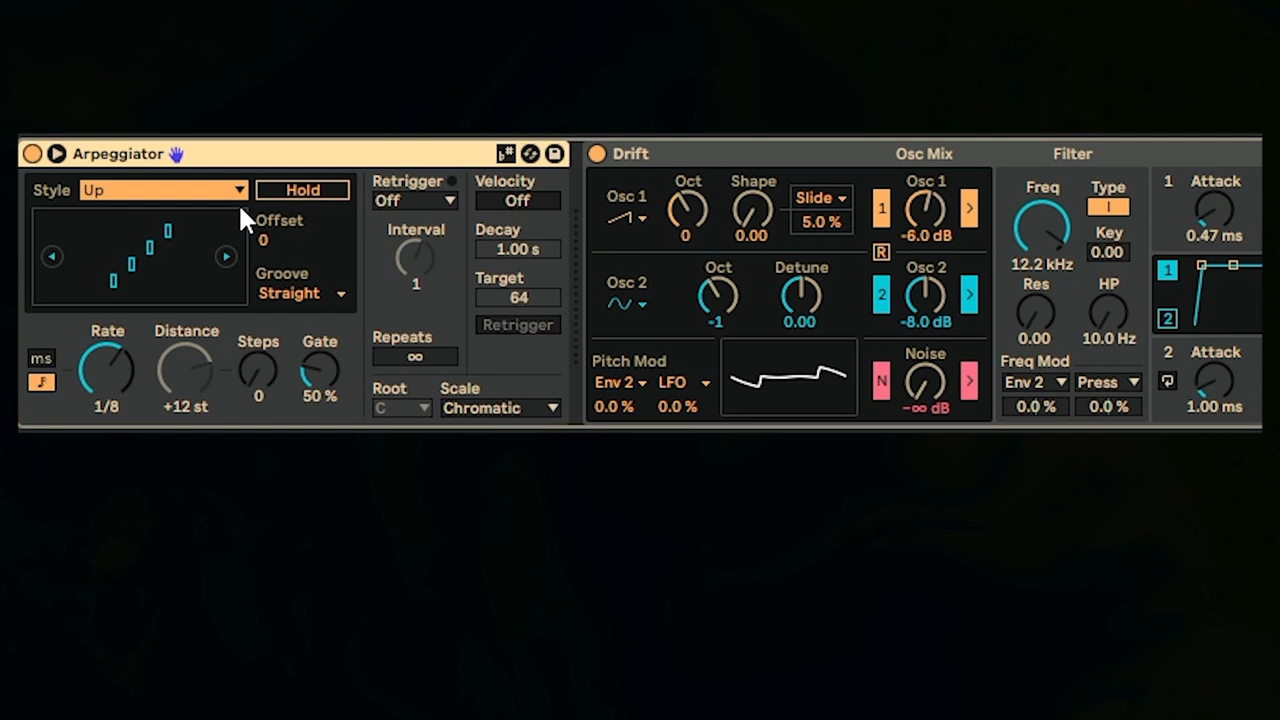 Arpeggiator
Style Up Hold
Offset
0
Groove
Straight
Rate Distance Steps Gate
ms
1/8 +12 st 0 50 %
Retrigger
Off
Interval
1
Repeats
∞
Root Scale
C Chromatic
Velocity
Off
Decay
1.00 s
Target
64
Retrigger
Drift
Osc Mix
Filter
Osc 1
Oct Shape
Slide
5.0 %
0 0.00
1
Osc 1
-6.0 dB
R
Osc 2
Oct Detune
-1 0.00
2
Osc 2
-8.0 dB
Pitch Mod
Env 2 LFO
0.0 % 0.0 %
N
Noise
-∞ dB
Freq
12.2 kHz
Type
I
Key
0.00
Res HP
0.00 10.0 Hz
Freq Mod
Env 2 Press
0.0 % 0.0 %
1 Attack
0.47 ms
1
2
2 Attack
1.00 ms